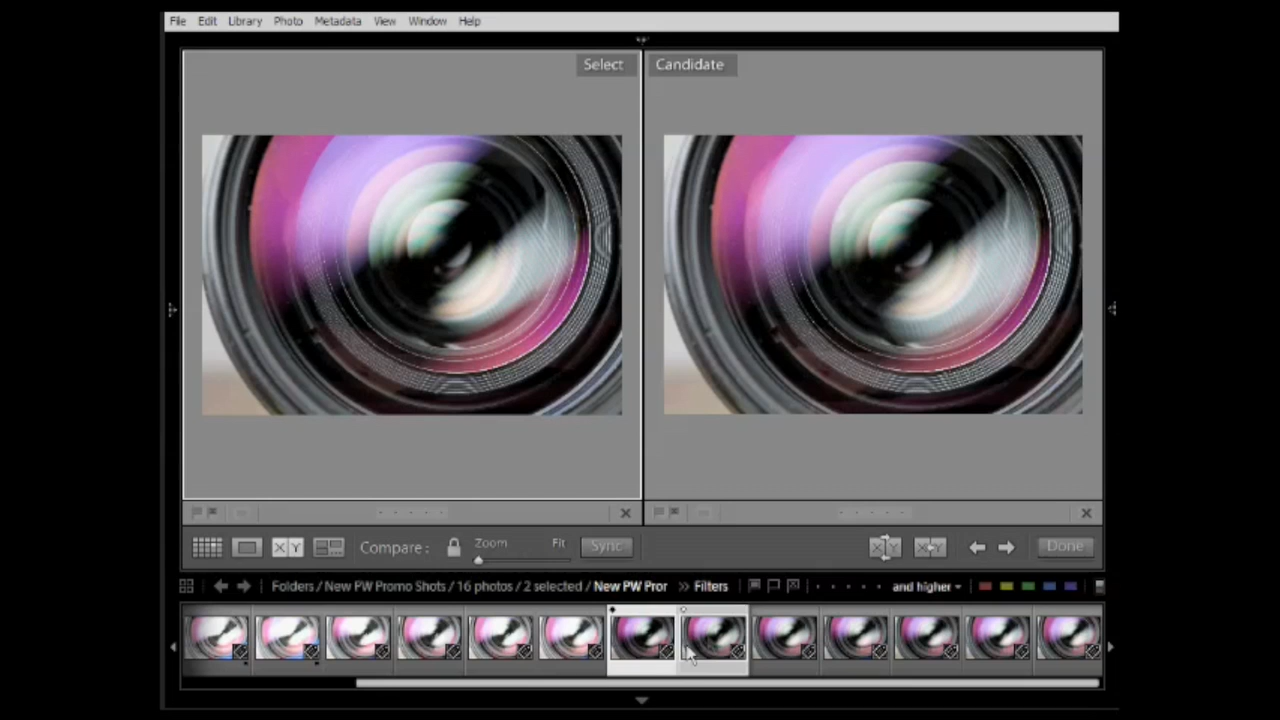 File Edit Library Photo Metadata View Window Help
Select
Candidate
Compare : Zoom Fit Sync Done
Folders / New PW Promo Shots / 16 photos / 2 selected / New PW Pror >> Filters and higher